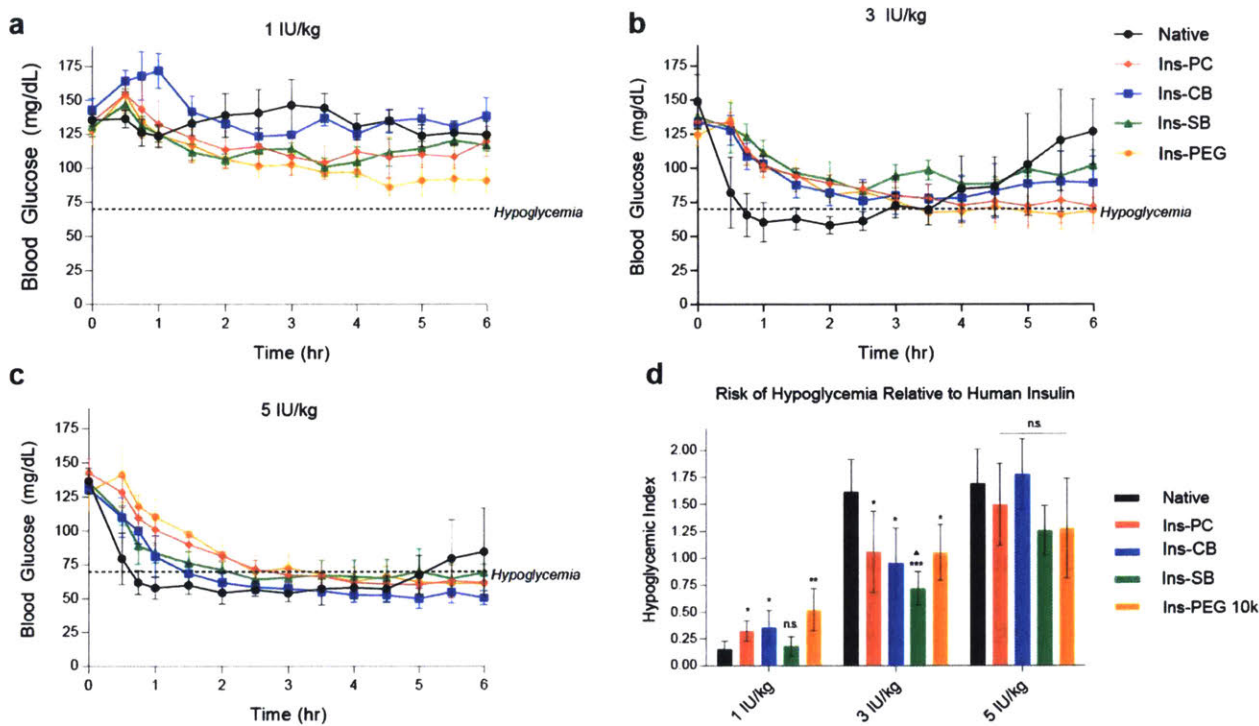 a
1 IU/kg
Blood Glucose (mg/dL)
175
150
125
100
75
50
25
0
Hypoglycemia
0 1 2 3 4 5 6
Time (hr)
b
3 IU/kg
Blood Glucose (mg/dL)
175
150
125
100
75
50
25
0
Hypoglycemia
0 1 2 3 4 5 6
Time (hr)
Native
Ins-PC
Ins-CB
Ins-SB
Ins-PEG
c
5 IU/kg
Blood Glucose (mg/dL)
175
150
125
100
75
50
25
0
Hypoglycemia
0 1 2 3 4 5 6
Time (hr)
d
Risk of Hypoglycemia Relative to Human Insulin
Hypoglycemic Index
2.00
1.75
1.50
1.25
1.00
0.75
0.50
0.25
0.00
* * n.s. **
* * ▲ *
***
n.s.
1 IU/kg 3 IU/kg 5 IU/kg
Native
Ins-PC
Ins-CB
Ins-SB
Ins-PEG 10k